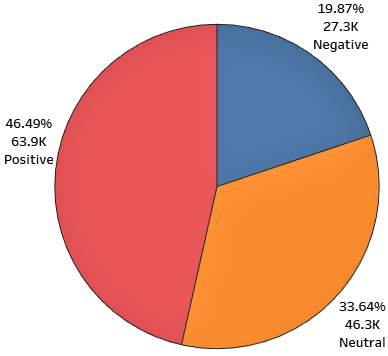 19.87%
27.3K
Negative
46.49%
63.9K
Positive
33.64%
46.3K
Neutral